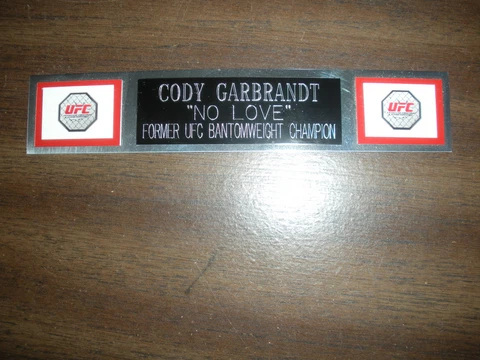 CODY GARBRANDT
"NO LOVE"
FORMER UFC BANTOMWEIGHT CHAMPION
UFC
UFC